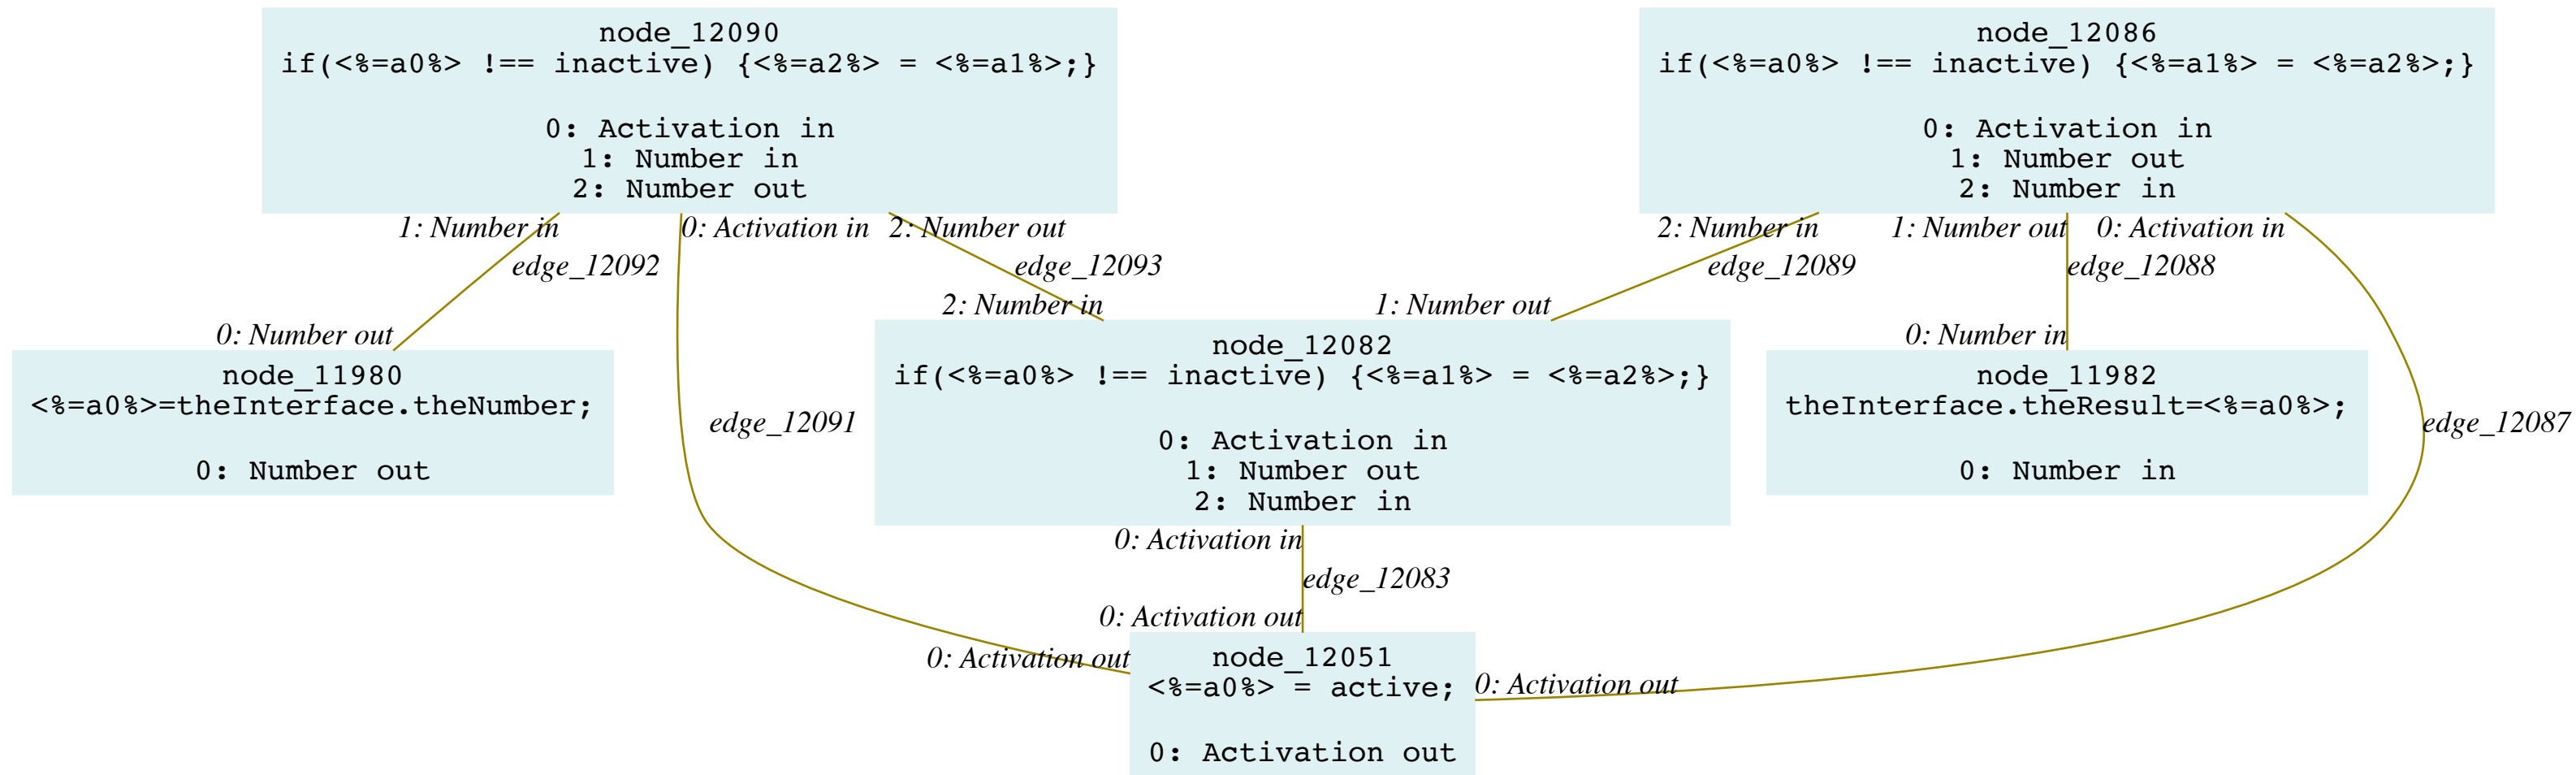 node_12090
if(<%=a0%> !== inactive) {<%=a2%> = <%=a1%>;}
0: Activation in
1: Number in
2: Number out
node_12086
if(<%=a0%> !== inactive) {<%=a1%> = <%=a2%>;}
0: Activation in
1: Number out
2: Number in
1: Number in
0: Activation in
2: Number out
2: Number in
1: Number out
0: Activation in
edge_12092
edge_12093
edge_12089
edge_12088
2: Number in
1: Number out
0: Number out
0: Number in
node_11980
<%=a0%>=theInterface.theNumber;
0: Number out
node_12082
if(<%=a0%> !== inactive) {<%=a1%> = <%=a2%>;}
0: Activation in
1: Number out
2: Number in
node_11982
theInterface.theResult=<%=a0%>;
0: Number in
edge_12091
edge_12087
0: Activation in
edge_12083
0: Activation out
0: Activation out
node_12051
<%=a0%> = active;
0: Activation out
0: Activation out